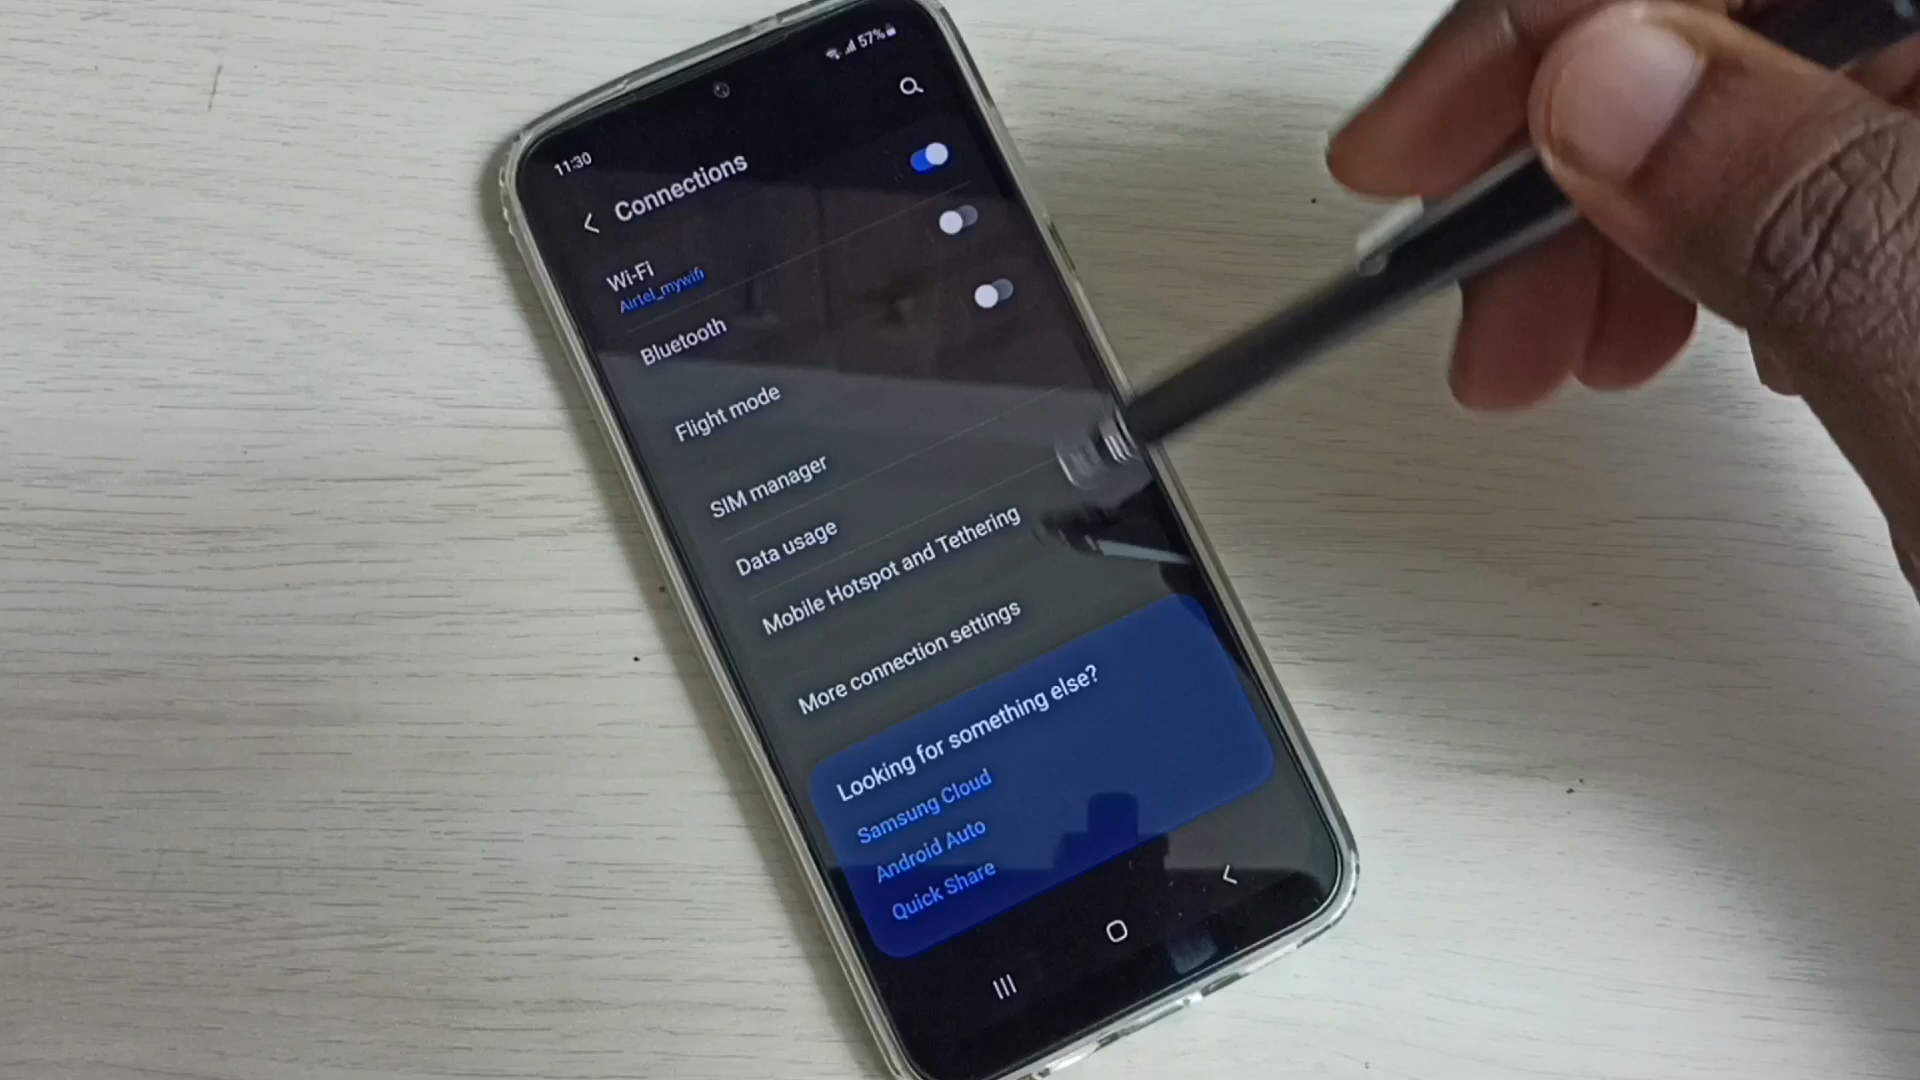 57%
11:30
Connections
Wi-Fi
Airtel_mywifi
Bluetooth
Flight mode
SIM manager
Data usage
Mobile Hotspot and Tethering
More connection settings
Looking for something else?
Samsung Cloud
Android Auto
Quick Share